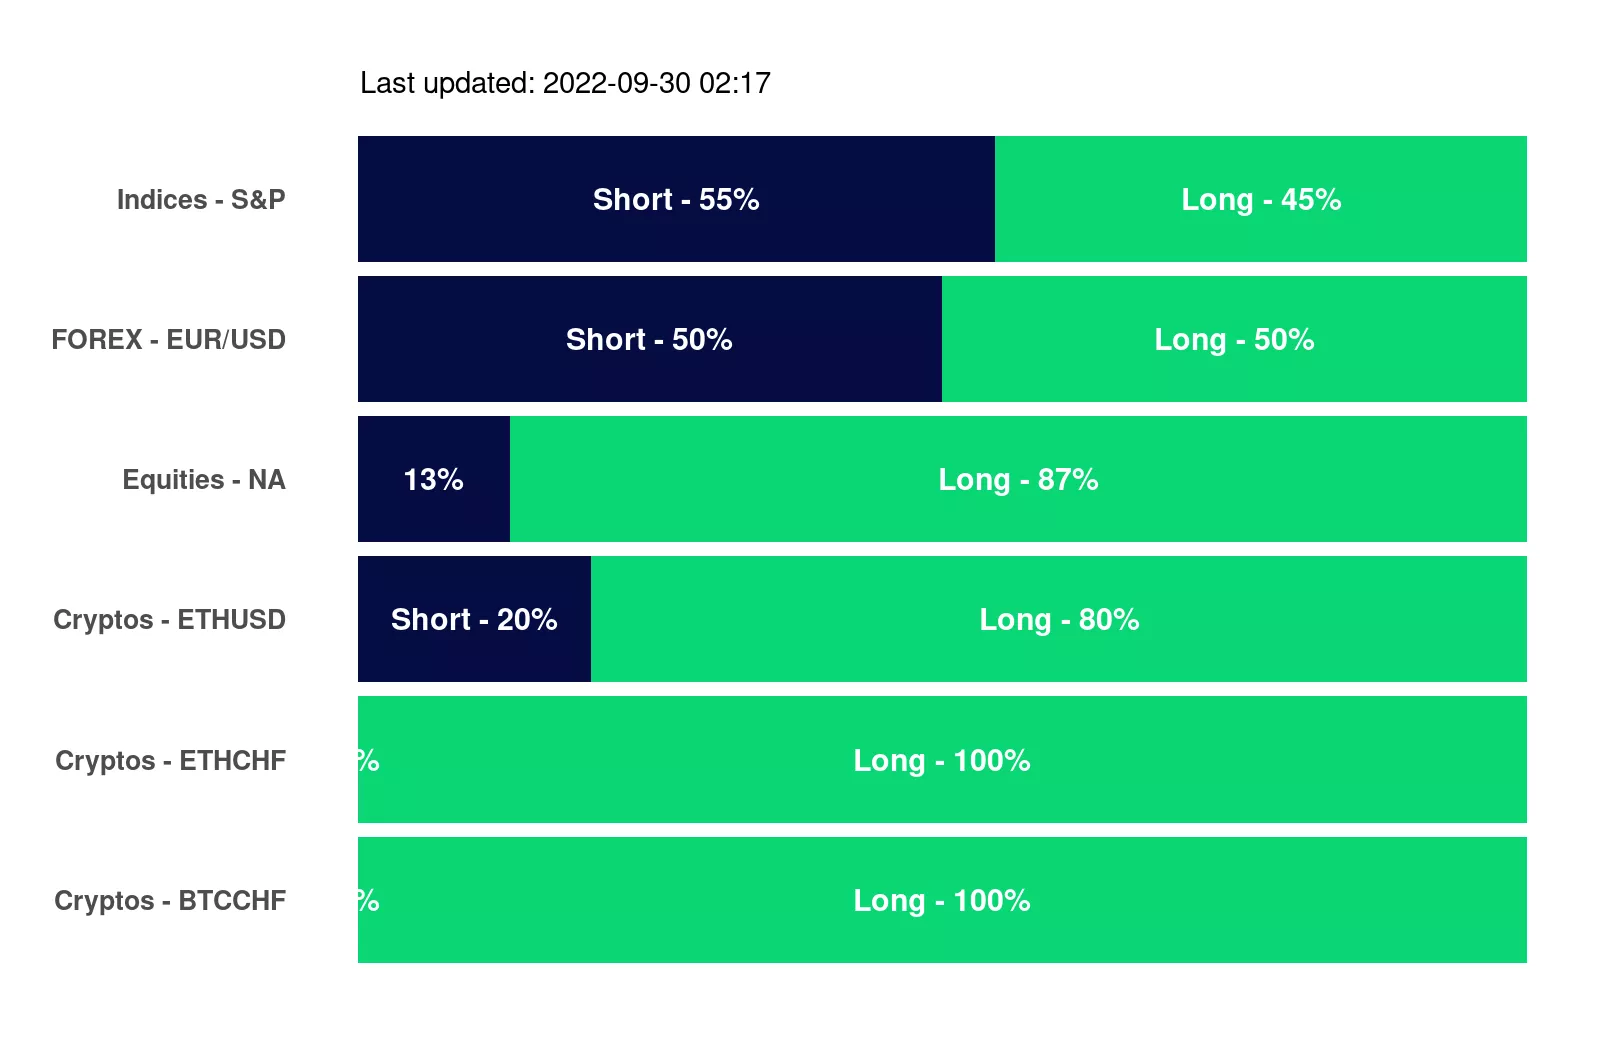 Last updated: 2022-09-30 02:17
Indices - S&P Short - 55% Long - 45%
FOREX - EUR/USD Short - 50% Long - 50%
Equities - NA 13% Long - 87%
Cryptos - ETHUSD Short - 20% Long - 80%
Cryptos - ETHCHF % Long - 100%
Cryptos - BTCCHF % Long - 100%